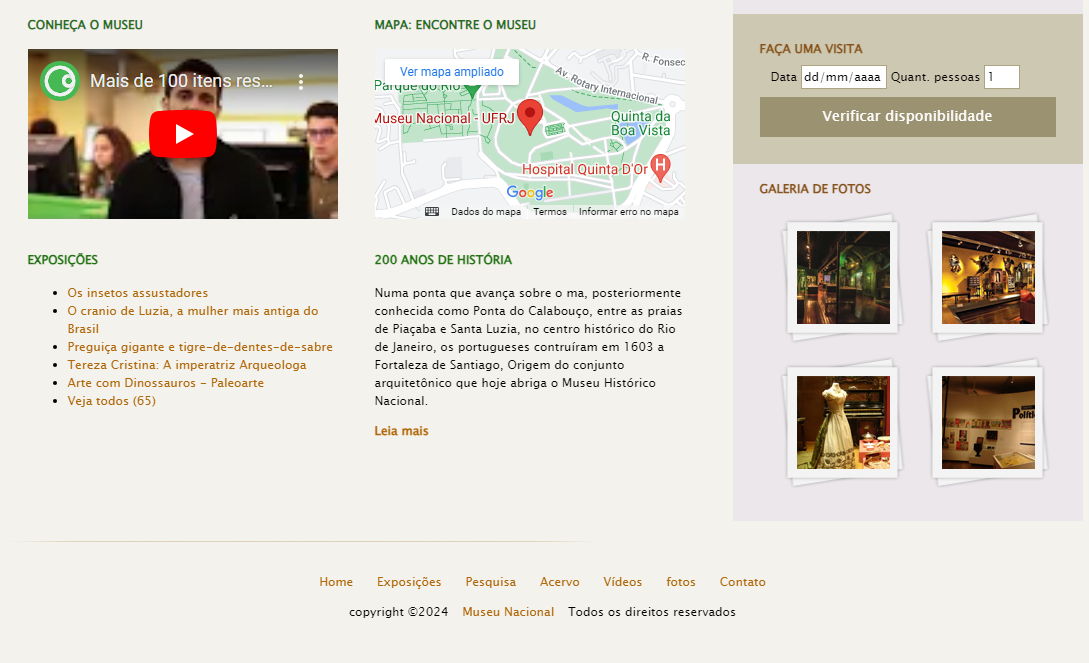 CONHEÇA O MUSEU
Mais de 100 itens res...
EXPOSIÇÕES
Os insetos assustadores
O cranio de Luzia, a mulher mais antiga do
Brasil
Preguiça gigante e tigre-de-dentes-de-sabre
Tereza Cristina: A imperatriz Arqueologa
Arte com Dinossauros - Paleoarte
Veja todos (65)
MAPA: ENCONTRE O MUSEU
Ver mapa ampliado
R. Fonsec
Av. Rotary Internacional
Parque do Rio
Museu Nacional - UFRJ
Quinta da
Boa Vista
Hospital Quinta D'Or
H
Google
Dados do mapa Termos Informar erro no mapa
200 ANOS DE HISTÓRIA
Numa ponta que avança sobre o ma, posteriormente
conhecida como Ponta do Calabouço, entre as praias
de Piaçaba e Santa Luzia, no centro histórico do Rio
de Janeiro, os portugueses contruíram em 1603 a
Fortaleza de Santiago, Origem do conjunto
arquitetônico que hoje abriga o Museu Histórico
Nacional.
Leia mais
FAÇA UMA VISITA
Data dd/mm/aaaa Quant. pessoas 1
Verificar disponibilidade
GALERIA DE FOTOS
Home Exposições Pesquisa Acervo Vídeos fotos Contato
copyright ©2024 Museu Nacional Todos os direitos reservados